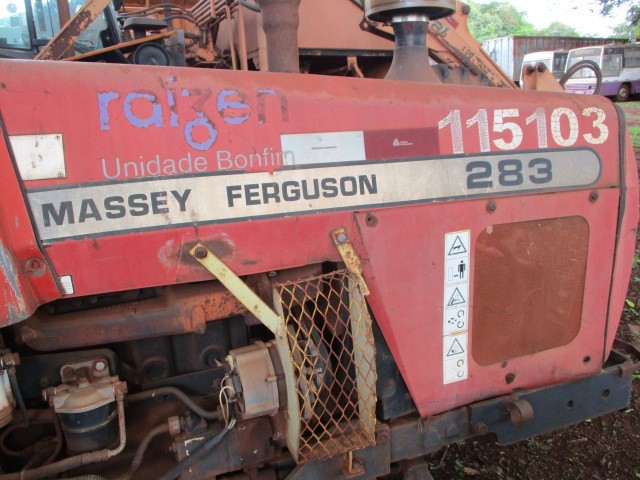 raízen
115103
Unidade Bonfim
MASSEY FERGUSON 283